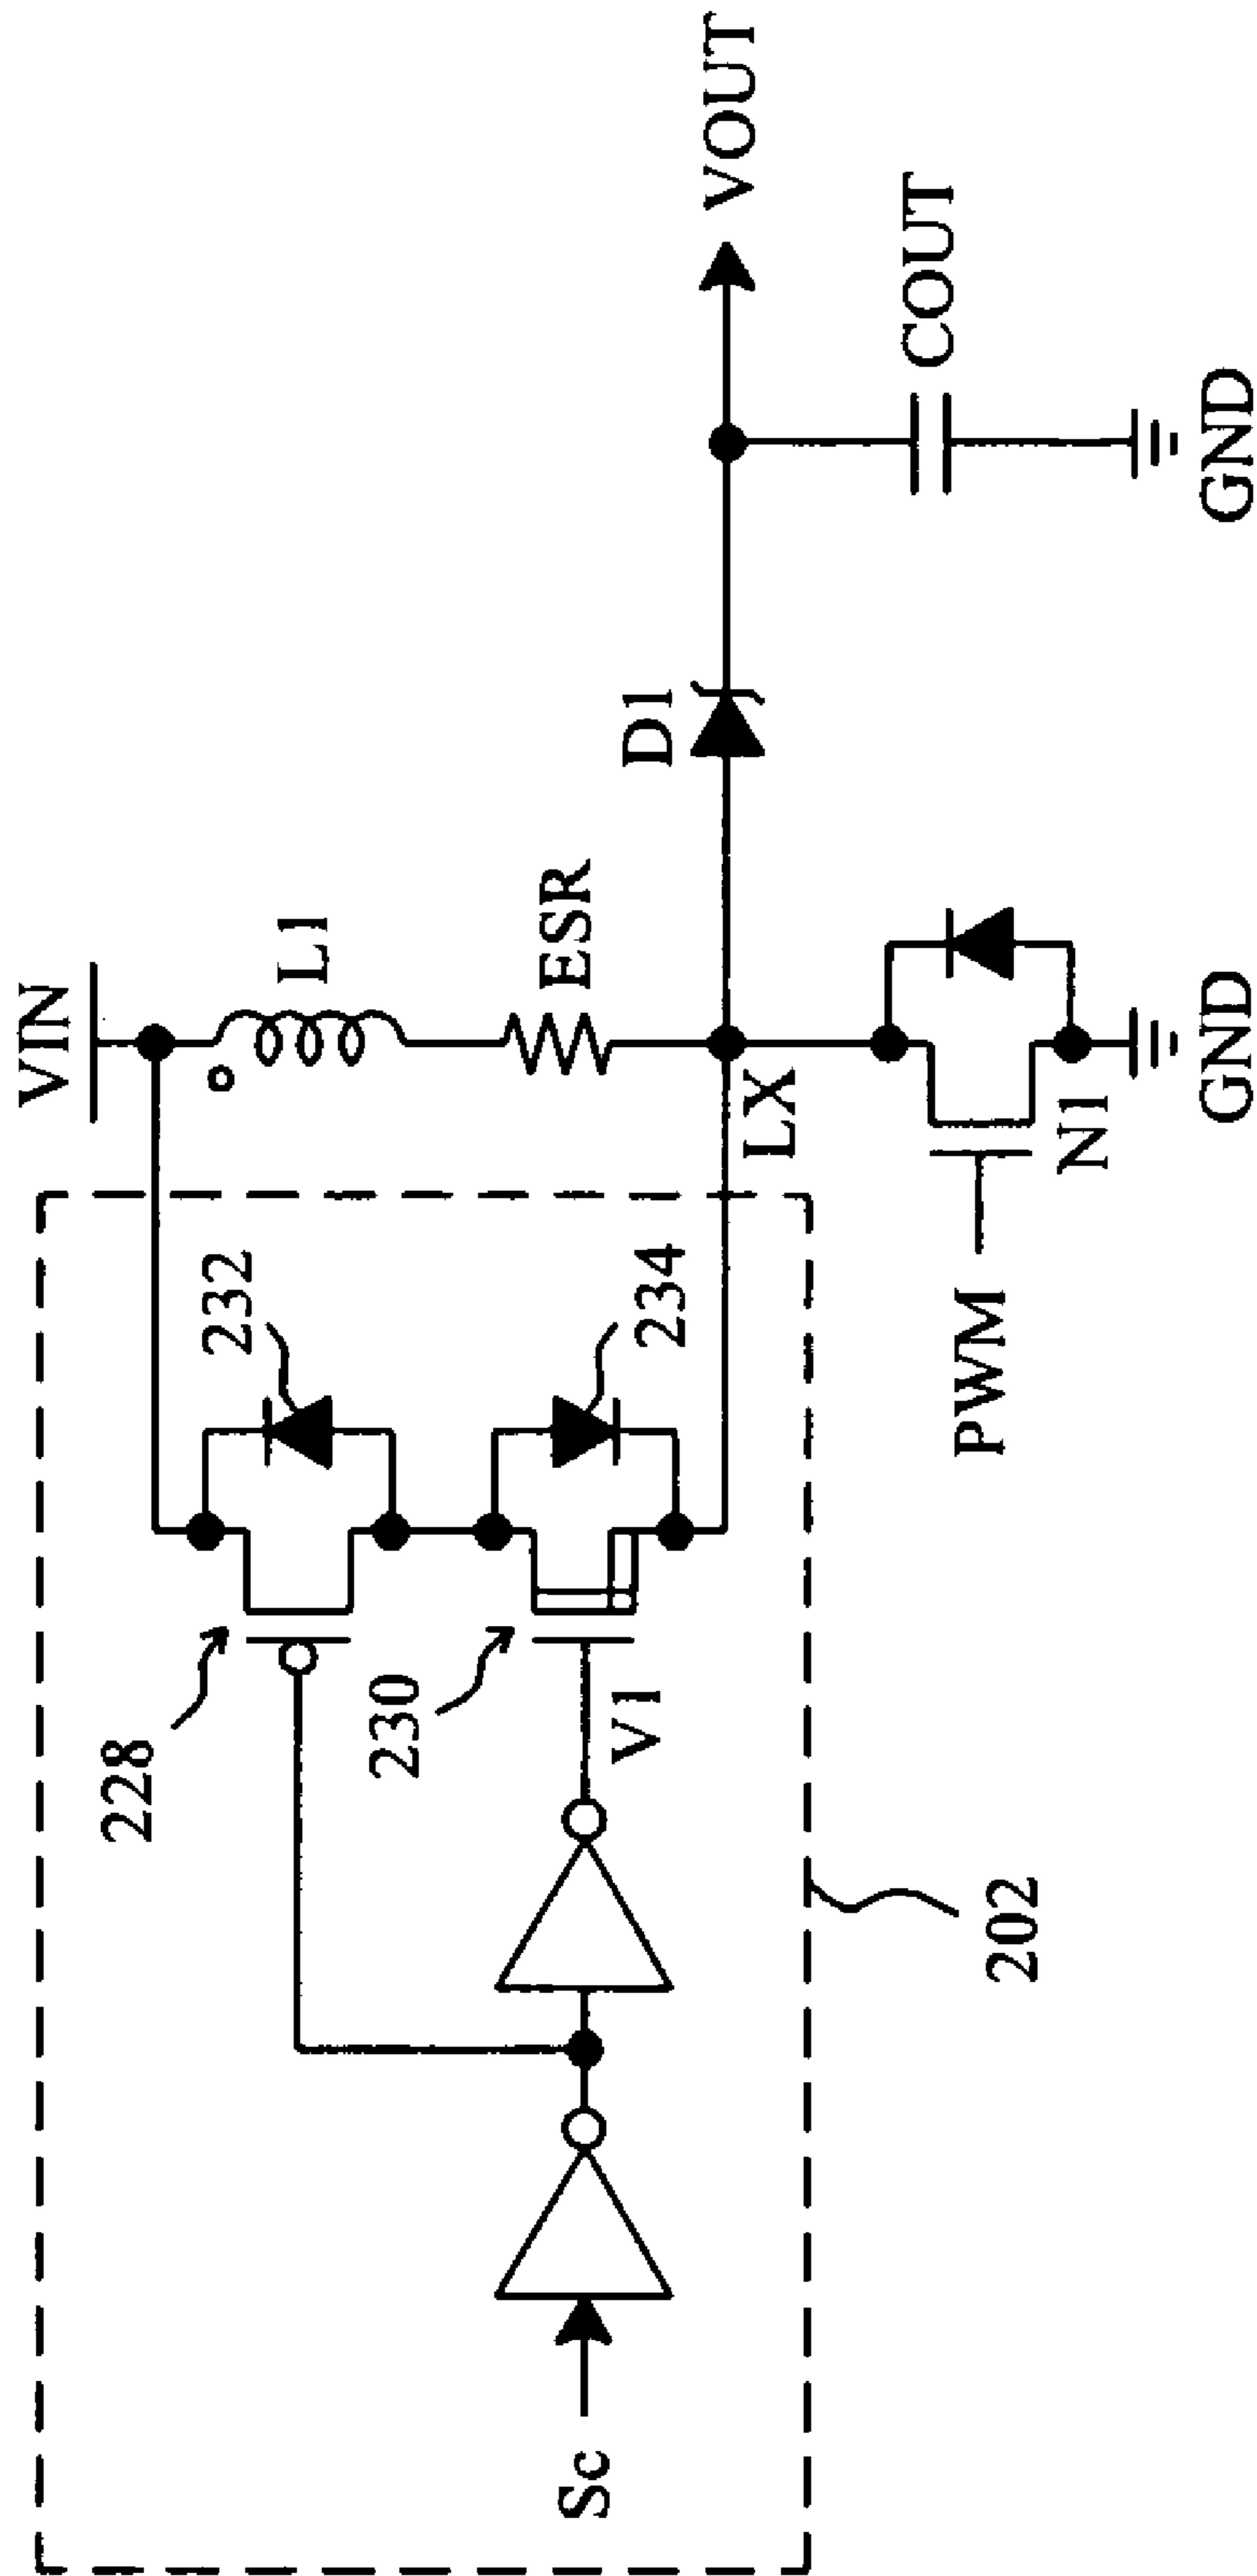 VIN
L1
ESR
LX
D1
VOUT
COUT
GND
N1
GND
PWM
232
234
228
230
V1
Sc
202